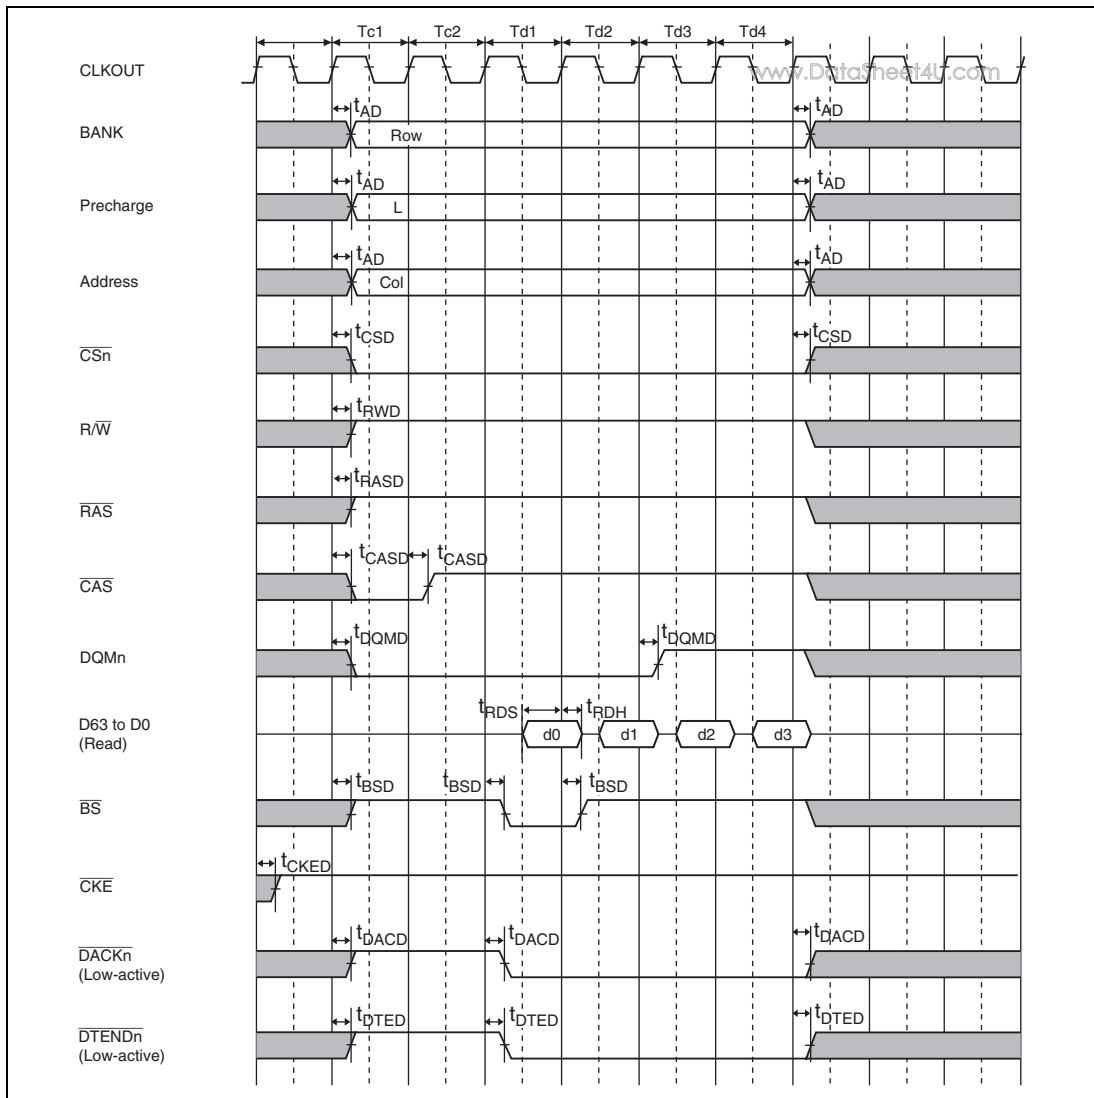 Tc1 Tc2 Td1 Td2 Td3 Td4
CLKOUT
www.DataSheet4U.com
tAD tAD
BANK Row
tAD tAD
Precharge L
tAD tAD
Address Col
tCSD tCSD
CSn
tRWD
R/W
tRASD
RAS
tCASD tCASD
CAS
tDQMD tDQMD
DQMn
tRDS tRDH
D63 to D0
(Read)
d0 d1 d2 d3
tBSD tBSD tBSD
BS
tCKED
CKE
tDACD tDACD tDACD
DACKn
(Low-active)
tDTED tDTED tDTED
DTENDn
(Low-active)